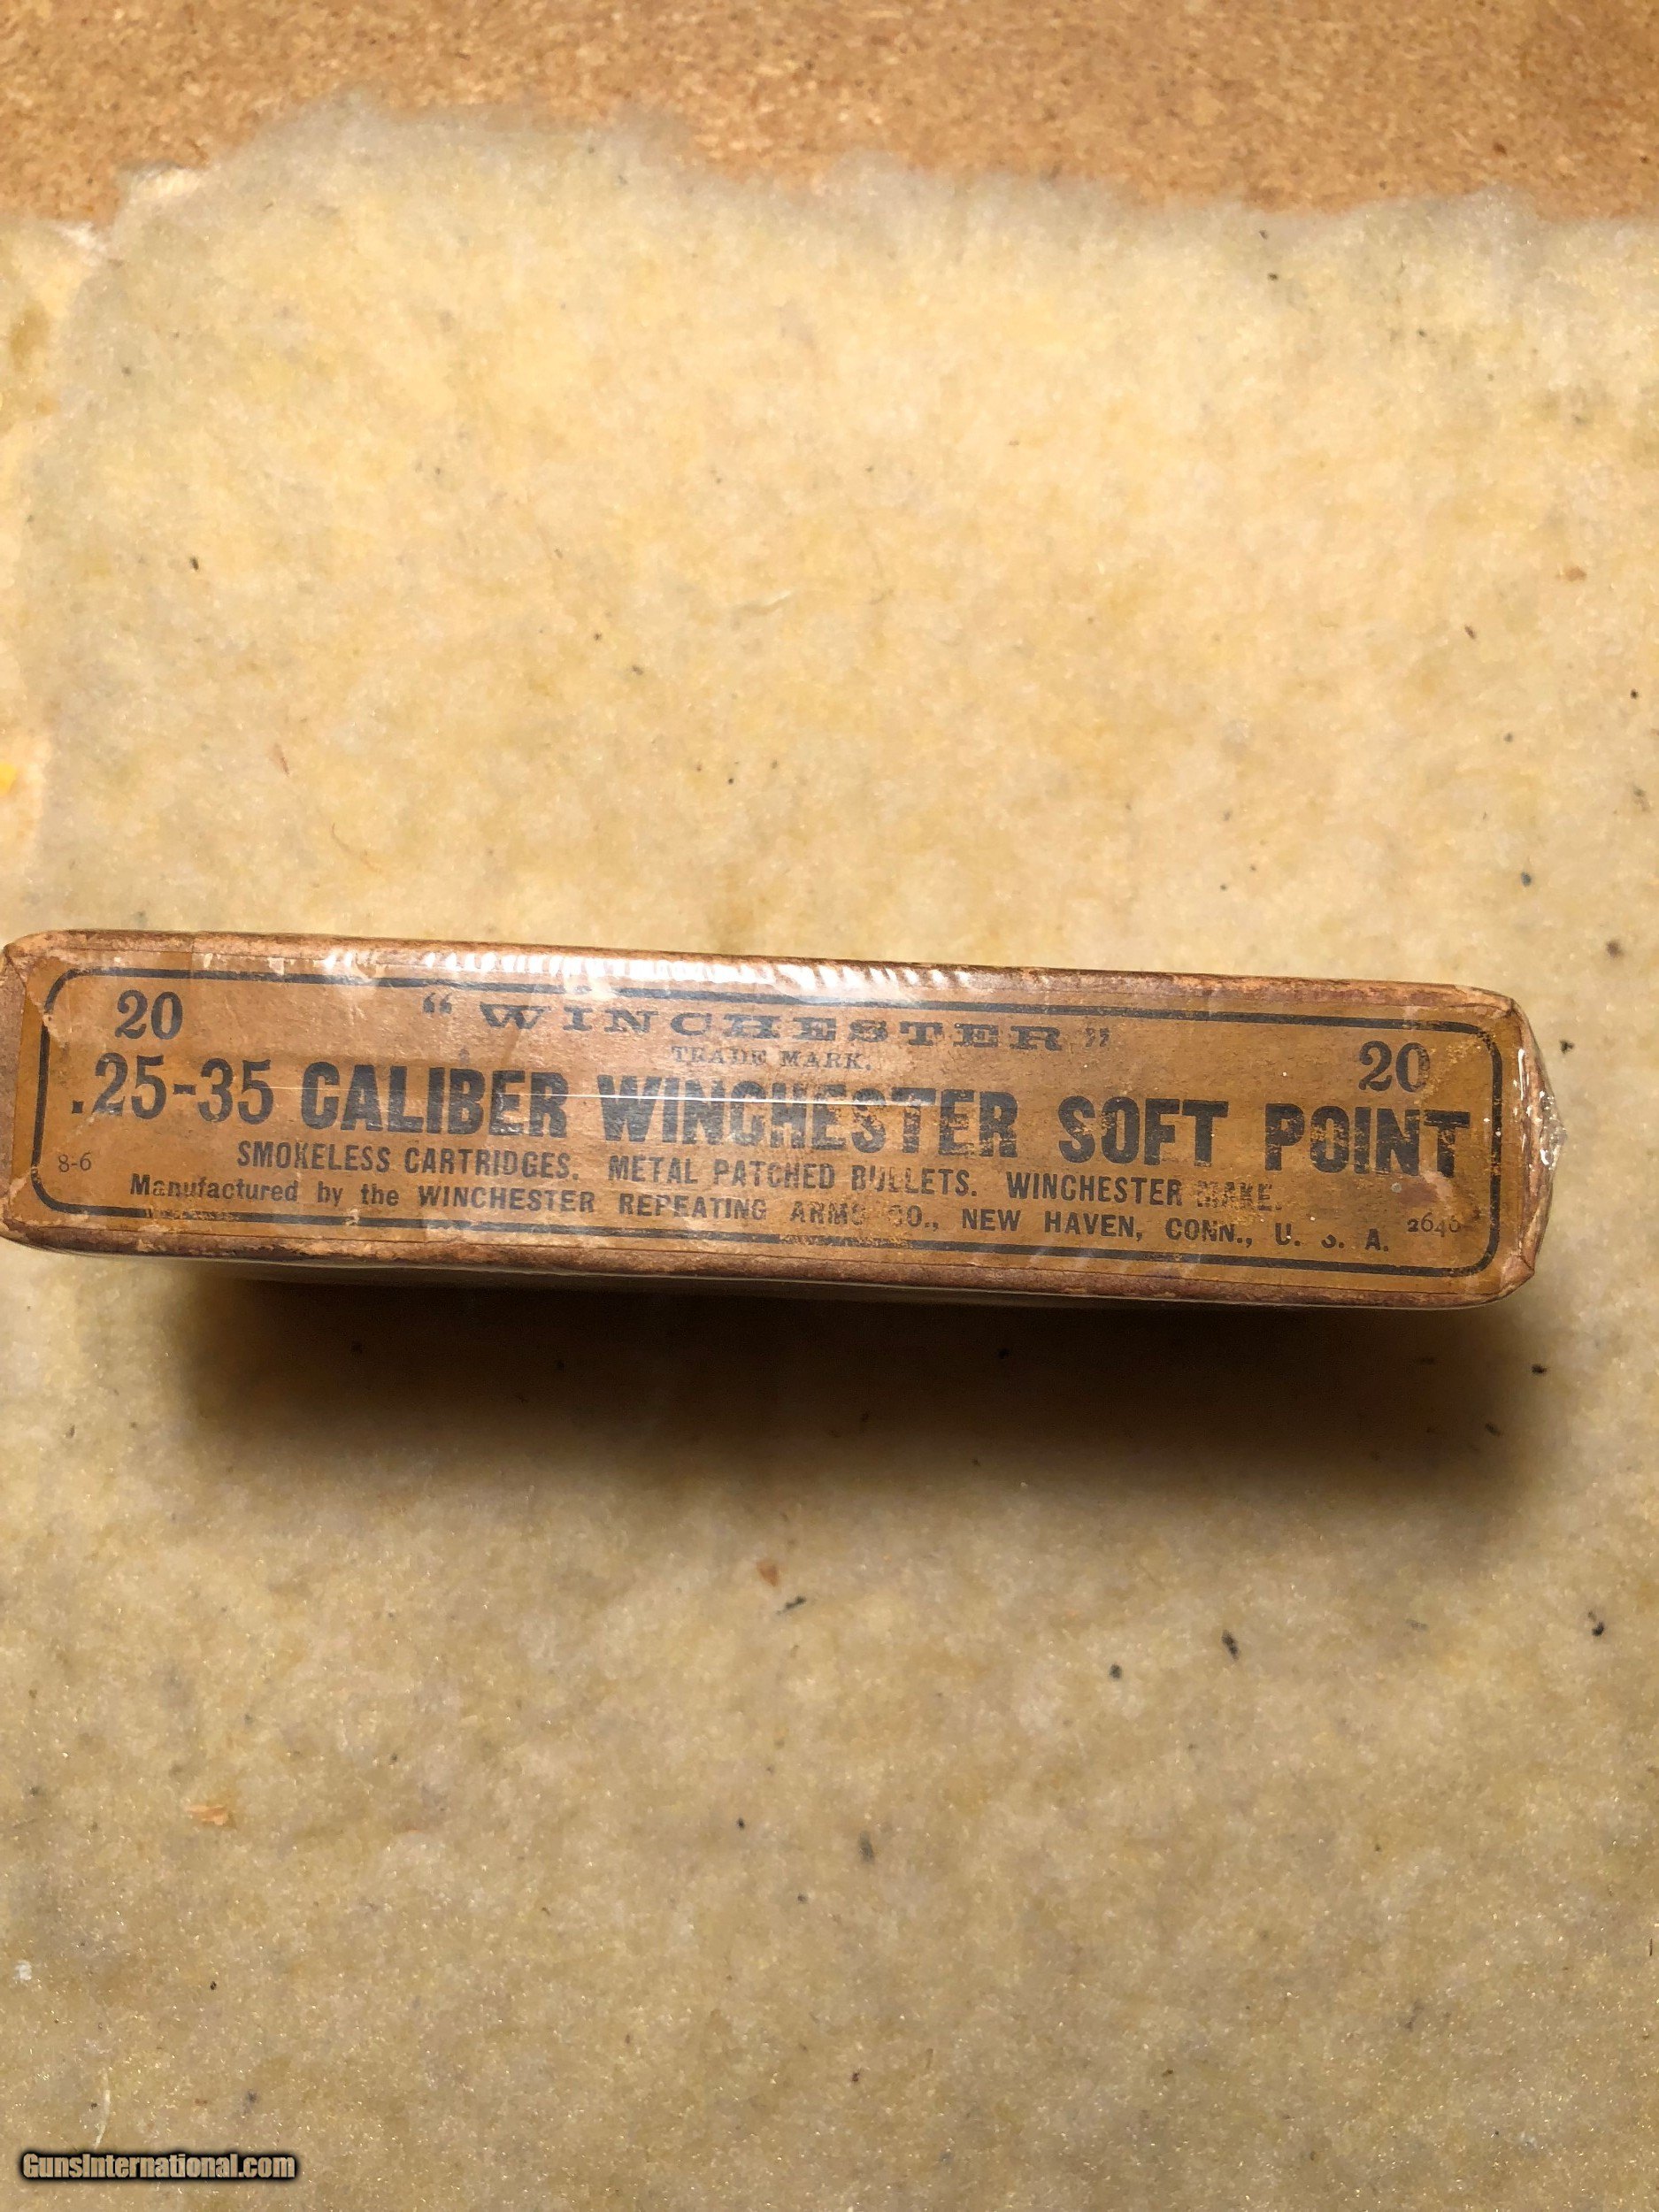 20 "WINCHESTER" 20
TRADE MARK.
.25-35 CALIBER WINCHESTER SOFT POINT
8-6 SMOKELESS CARTRIDGES. METAL PATCHED BULLETS. WINCHESTER MAKE.
Manufactured by the WINCHESTER REPEATING ARMS CO., NEW HAVEN, CONN., U. S. A. 2646
GunsInternational.com